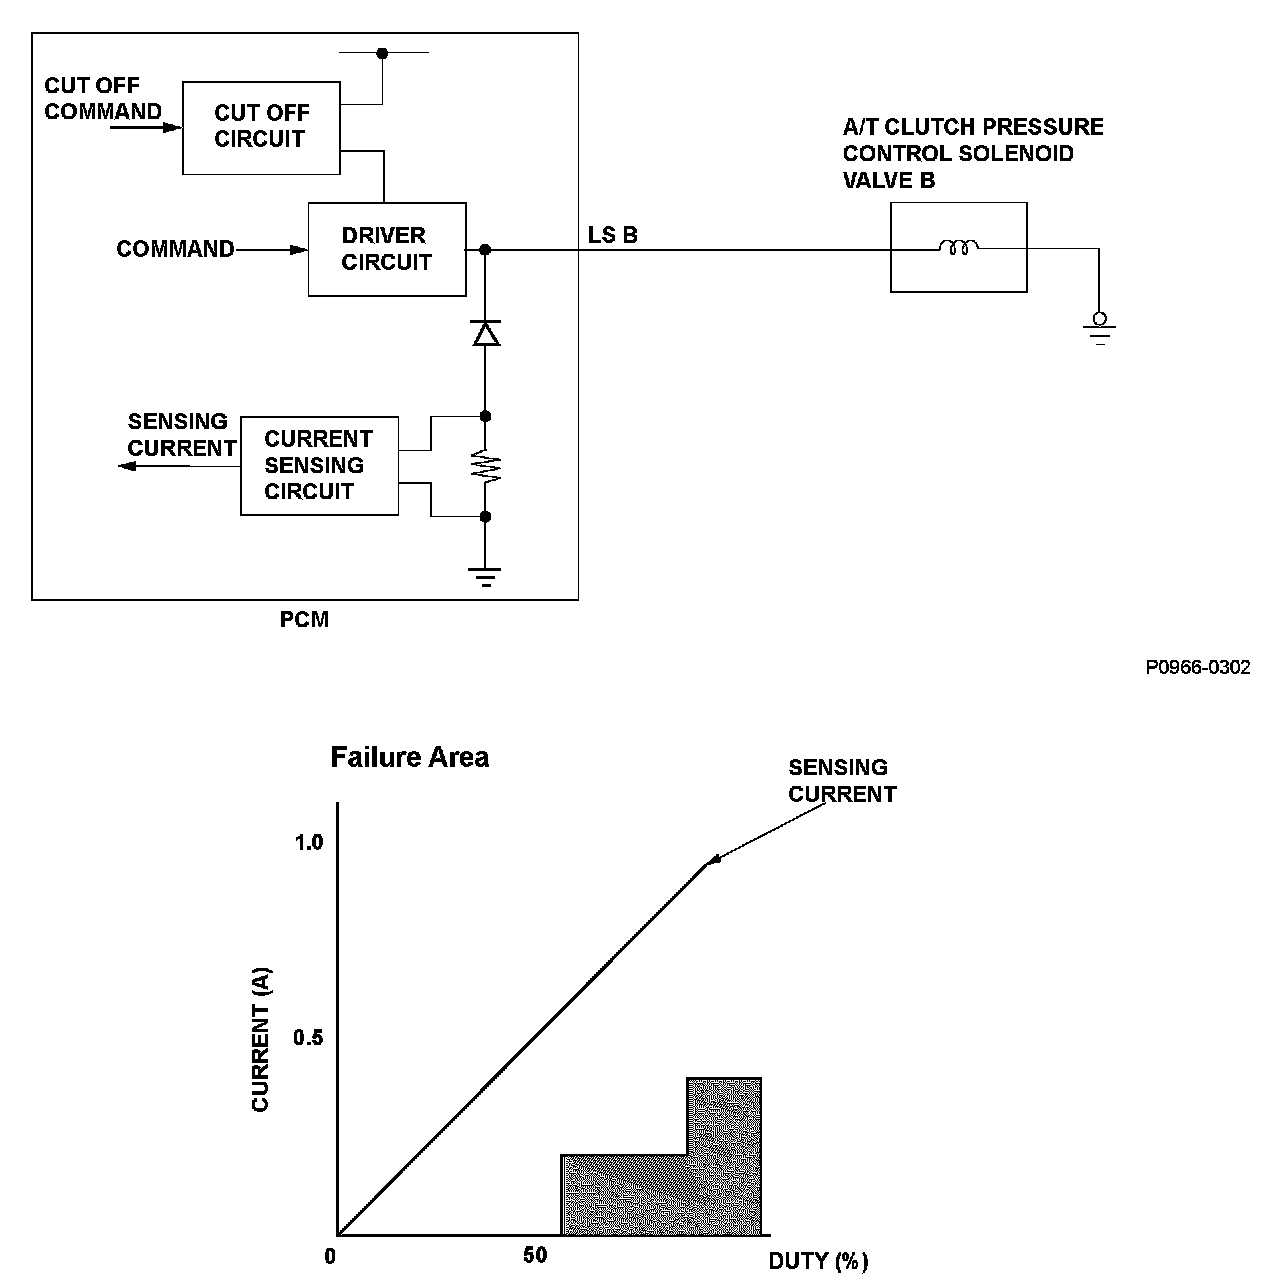 CUT OFF
COMMAND
CUT OFF
CIRCUIT
A/T CLUTCH PRESSURE
CONTROL SOLENOID
VALVE B
COMMAND
DRIVER
CIRCUIT
LS B
SENSING
CURRENT
CURRENT
SENSING
CIRCUIT
PCM
P0966-0302
Failure Area
SENSING
CURRENT
1.0
CURRENT (A)
0.5
0
50
DUTY (%)